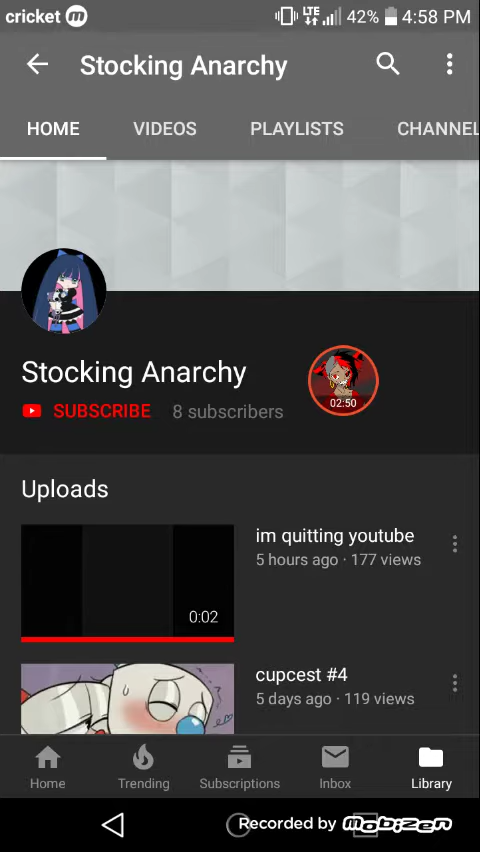 cricket
LTE
42%
4:58 PM
Stocking Anarchy
HOME
VIDEOS
PLAYLISTS
CHANNEL
Stocking Anarchy
02:50
SUBSCRIBE
8 subscribers
Uploads
im quitting youtube
5 hours ago · 177 views
0:02
cupcest #4
5 days ago · 119 views
Home
Trending
Subscriptions
Inbox
Library
Recorded by mobizen